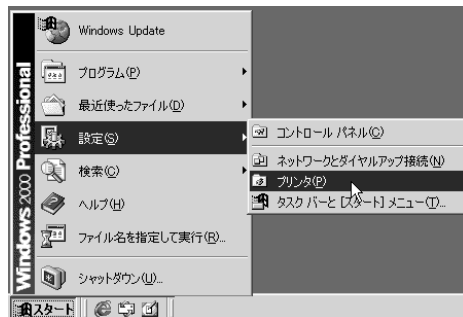 Windows 2000 Professional
Windows Update
プログラム(P)
最近使ったファイル(D)
設定(S)
検索(C)
ヘルプ(H)
ファイル名を指定して実行(R)...
シャットダウン(U)...
コントロール パネル(C)
ネットワークとダイヤルアップ接続(N)
プリンタ(P)
タスク バーと [スタート] メニュー(T)...
スタート